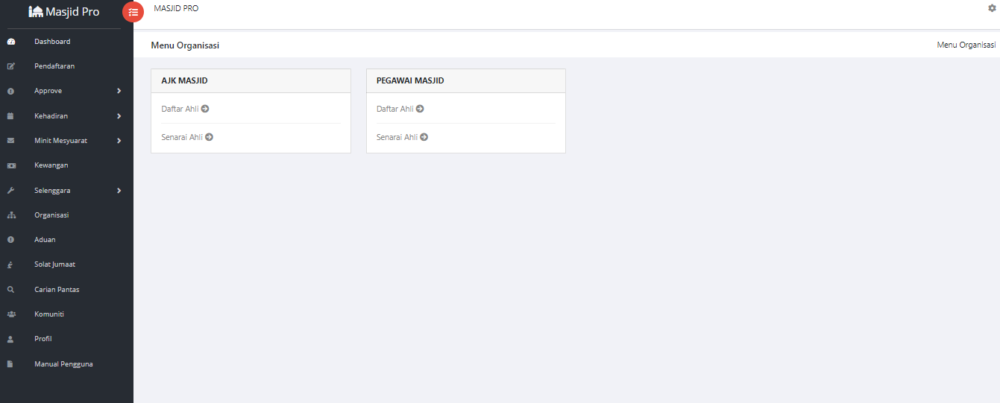 Masjid Pro
MASJID PRO
Dashboard
Pendaftaran
Approve
Kehadiran
Minit Mesyuarat
Kewangan
Selenggara
Organisasi
Aduan
Solat Jumaat
Carian Pantas
Komuniti
Profil
Manual Pengguna
Menu Organisasi
Menu Organisasi
AJK MASJID
Daftar Ahli
Senarai Ahli
PEGAWAI MASJID
Daftar Ahli
Senarai Ahli